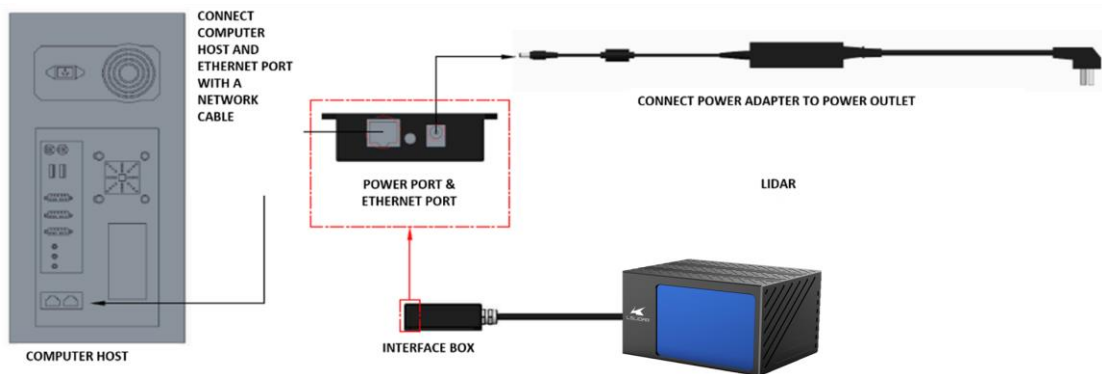 CONNECT
COMPUTER
HOST AND
ETHERNET PORT
WITH A
NETWORK
CABLE
CONNECT POWER ADAPTER TO POWER OUTLET
POWER PORT &
ETHERNET PORT
LIDAR
LSLIDAR
INTERFACE BOX
COMPUTER HOST